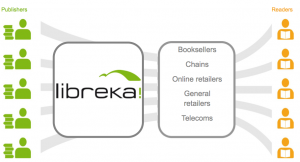 Publishers
Readers
libreka!
Booksellers
Chains
Online retailers
General
retailers
Telecoms